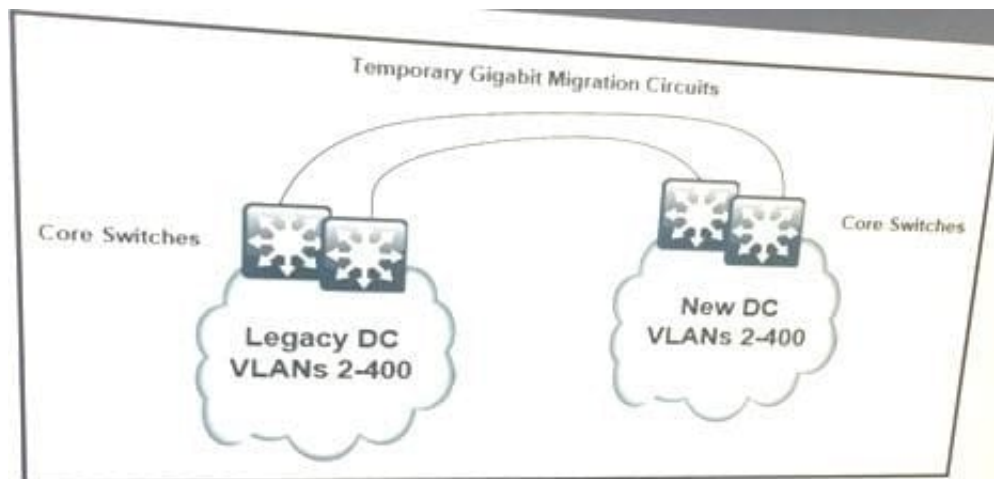 Temporary Gigabit Migration Circuits
Core Switches
Core Switches
Legacy DC
VLANs 2-400
New DC
VLANs 2-400